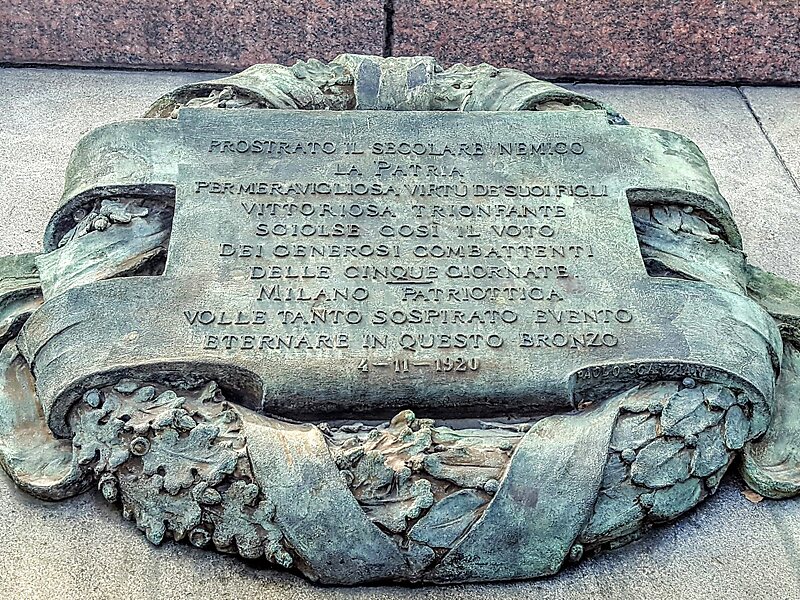 PROSTRATO IL SECOLARE NEMICO
LA PATRIA
PER MERAVIGLIOSA VIRTÙ DE' SUOI FIGLI
VITTORIOSA TRIONFANTE
SCIOLSE COSÌ IL VOTO
DEI GENEROSI COMBATTENTI
DELLE CINQUE GIORNATE.
MILANO PATRIOTTICA
VOLLE TANTO SOSPIRATO EVENTO
ETERNARE IN QUESTO BRONZO
4-11-1920
PAOLO